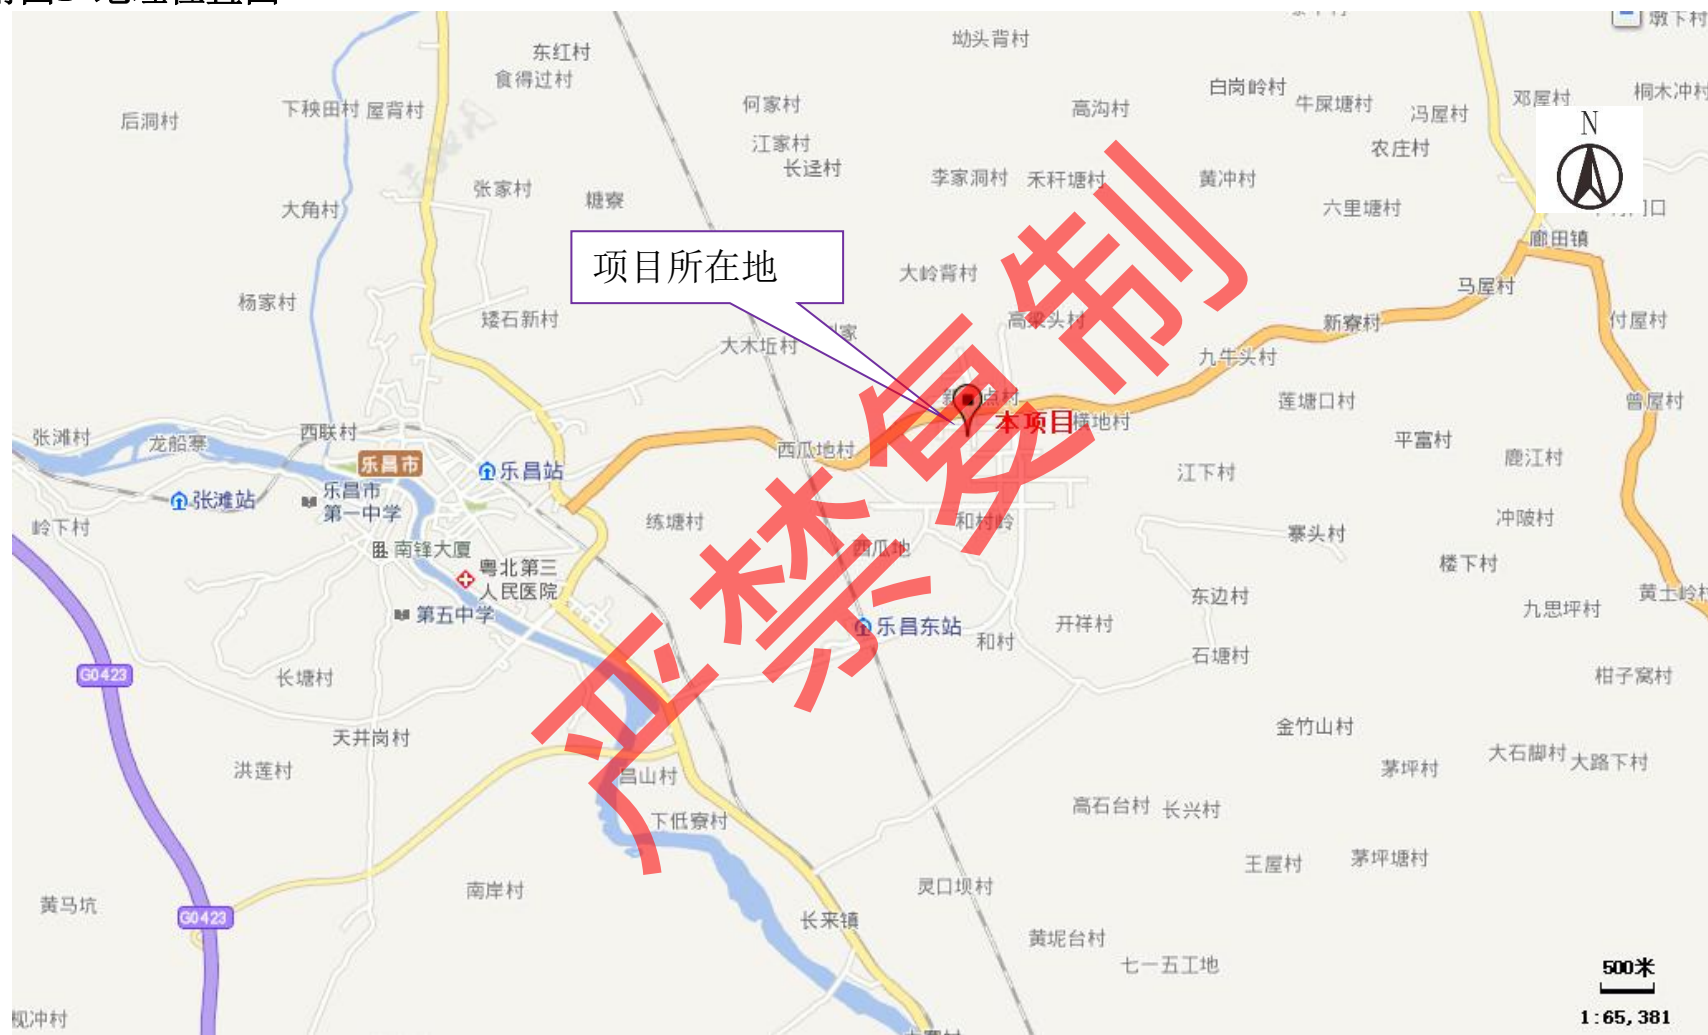 地理位置图
墩下村
坳头背村
东红村
食得过村
白岗岭村
桐木冲村
后洞村
下秧田村
屋背村
何家村
高沟村
牛屎塘村
冯屋村
邓屋村
N
江家村
长迳村
农庄村
张家村
糖寮
李家洞村
禾秆塘村
黄冲村
大角村
六里塘村
廊田镇
项目所在地
大岭背村
马屋村
杨家村
矮石新村
高梁头村
新寮村
付屋村
大木坵村
九牛头村
莲塘口村
曾屋村
本项目
横地村
张滩村
龙船寨
西联村
西瓜地村
平富村
鹿江村
乐昌市
乐昌站
江下村
张滩站
乐昌市
第一中学
岭下村
练塘村
和村岭
冲陂村
寨头村
南锋大厦
西瓜地
楼下村
粤北第三
人民医院
东边村
黄土岭村
九思坪村
第五中学
乐昌东站
和村
开祥村
石塘村
G0423
长塘村
柑子窝村
金竹山村
天井岗村
大石脚村
大路下村
洪莲村
昌山村
茅坪村
高石台村
长兴村
下低寮村
王屋村
茅坪塘村
南岸村
灵口坝村
黄马坑
G0423
长来镇
黄坭台村
七一五工地
500米
1:65,381
严禁复制